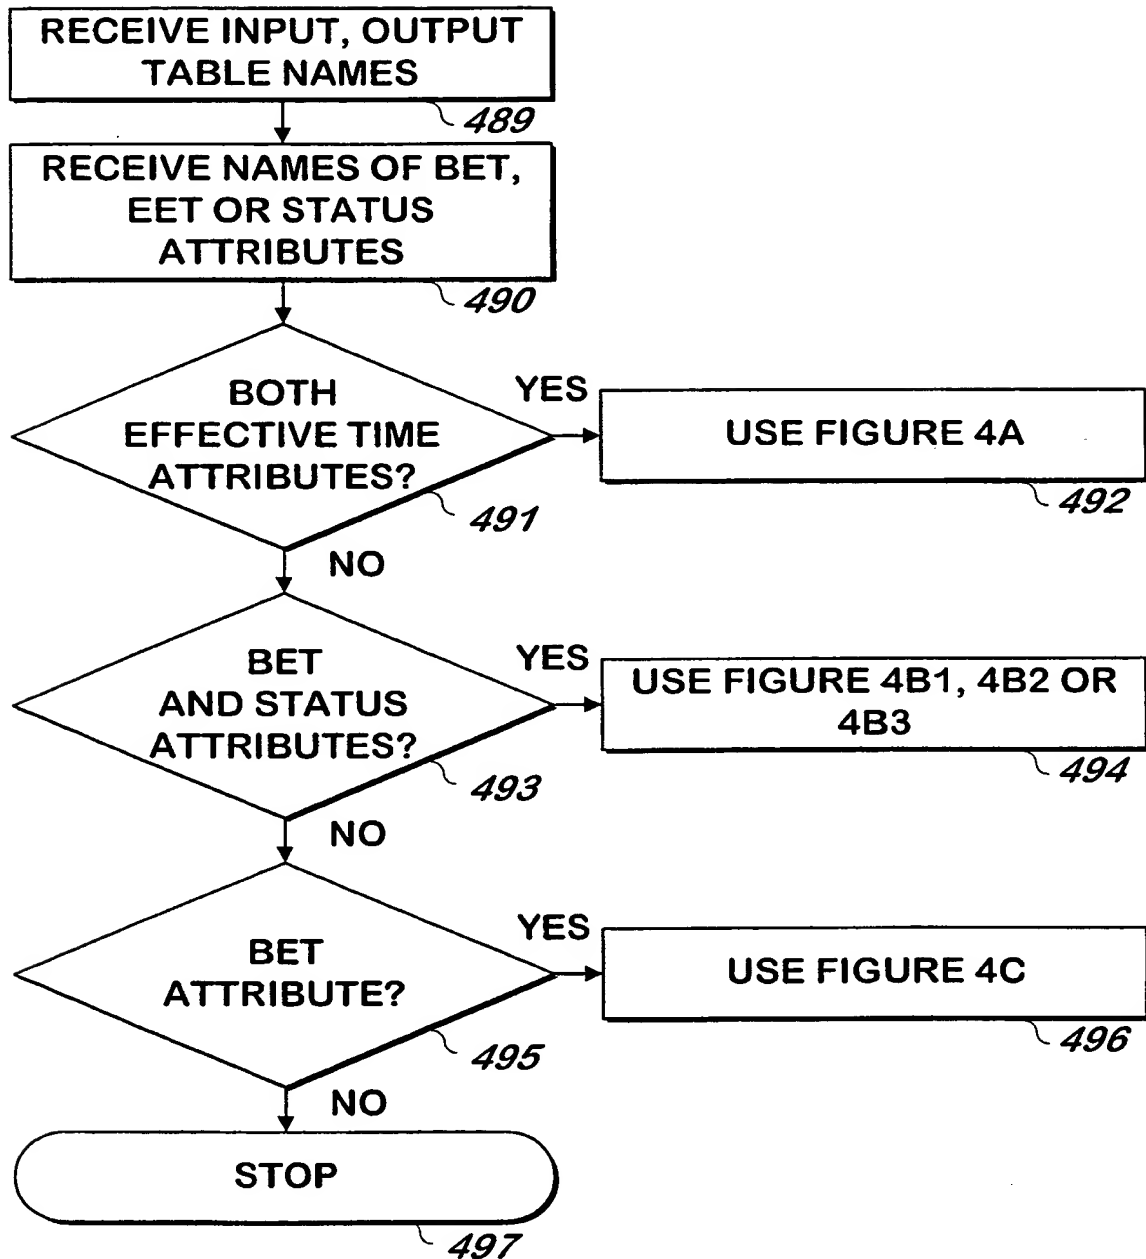 RECEIVE INPUT, OUTPUT
TABLE NAMES
489
RECEIVE NAMES OF BET,
EET OR STATUS
ATTRIBUTES
490
BOTH
EFFECTIVE TIME
ATTRIBUTES?
491
YES
USE FIGURE 4A
492
NO
BET
AND STATUS
ATTRIBUTES?
493
YES
USE FIGURE 4B1, 4B2 OR
4B3
494
NO
BET
ATTRIBUTE?
495
YES
USE FIGURE 4C
496
NO
STOP
497